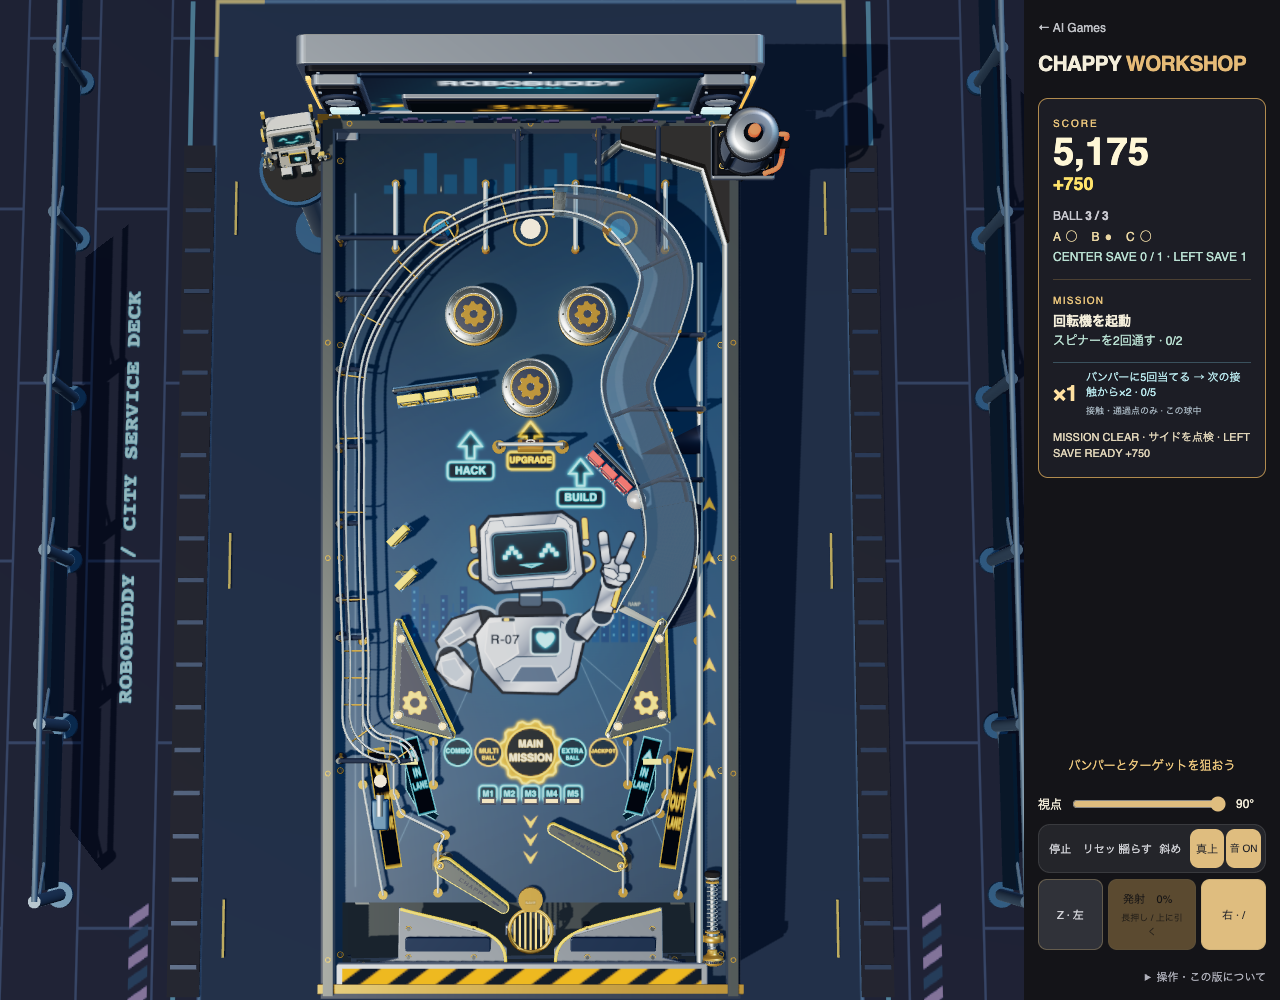 ← AI Games
CHAPPY WORKSHOP
SCORE
5,175
+750
BALL 3 / 3
A ○ B ● C ○
CENTER SAVE 0 / 1 · LEFT SAVE 1
MISSION
回転機を起動
スピナーを2回通す · 0/2
×1
バンパーに5回当てる → 次の接
触から×2 · 0/5
接触・通過点のみ · この球中
MISSION CLEAR · サイドを点検 · LEFT
SAVE READY +750
バンパーとターゲットを狙おう
視点
90°
停止
リセッ
揺らす
斜め
真上
音 ON
Z · 左
発射 0%
長押し / 上に引
く
右 · /
▶ 操作・この版について
ROBOBUDDY
ROBOBUDDY / CITY SERVICE DECK
HACK
UPGRADE
BUILD
R-07
COMBO
MULTI
BALL
MAIN
MISSION
EXTRA
BALL
JACKPOT
M1
M2
M3
M4
M5
IN
LANE
IN
LANE
OUT
LANE